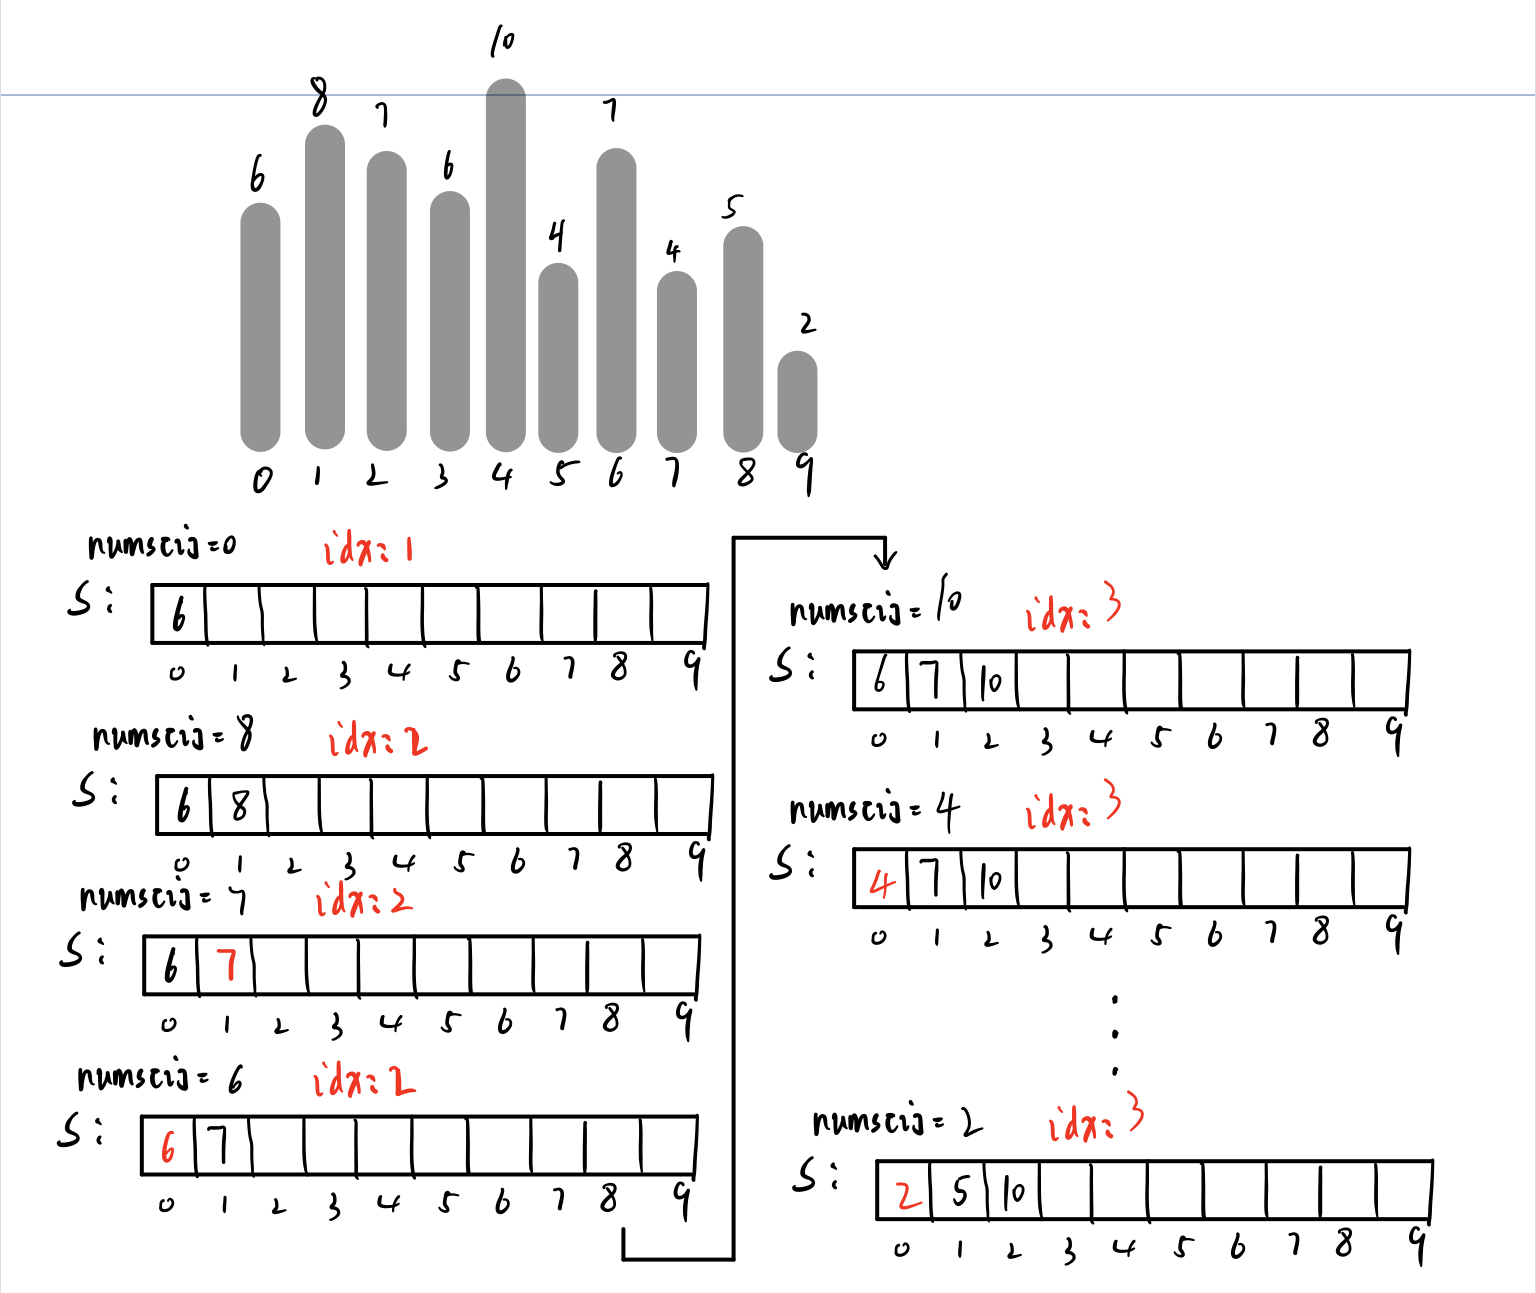 6 8 7 6 10 4 7 4 5 2
0 1 2 3 4 5 6 7 8 9
nums[i]=0 idx: 1
S: 6
0 1 2 3 4 5 6 7 8 9
nums[i]= 8 idx: 2
S: 6 8
0 1 2 3 4 5 6 7 8 9
nums[i]= 7 idx: 2
S: 6 7
0 1 2 3 4 5 6 7 8 9
nums[i]= 6 idx: 2
S: 6 7
0 1 2 3 4 5 6 7 8 9
nums[i]= 10 idx: 3
S: 6 7 10
0 1 2 3 4 5 6 7 8 9
nums[i]= 4 idx: 3
S: 4 7 10
0 1 2 3 4 5 6 7 8 9
nums[i]= 2 idx: 3
S: 2 5 10
0 1 2 3 4 5 6 7 8 9